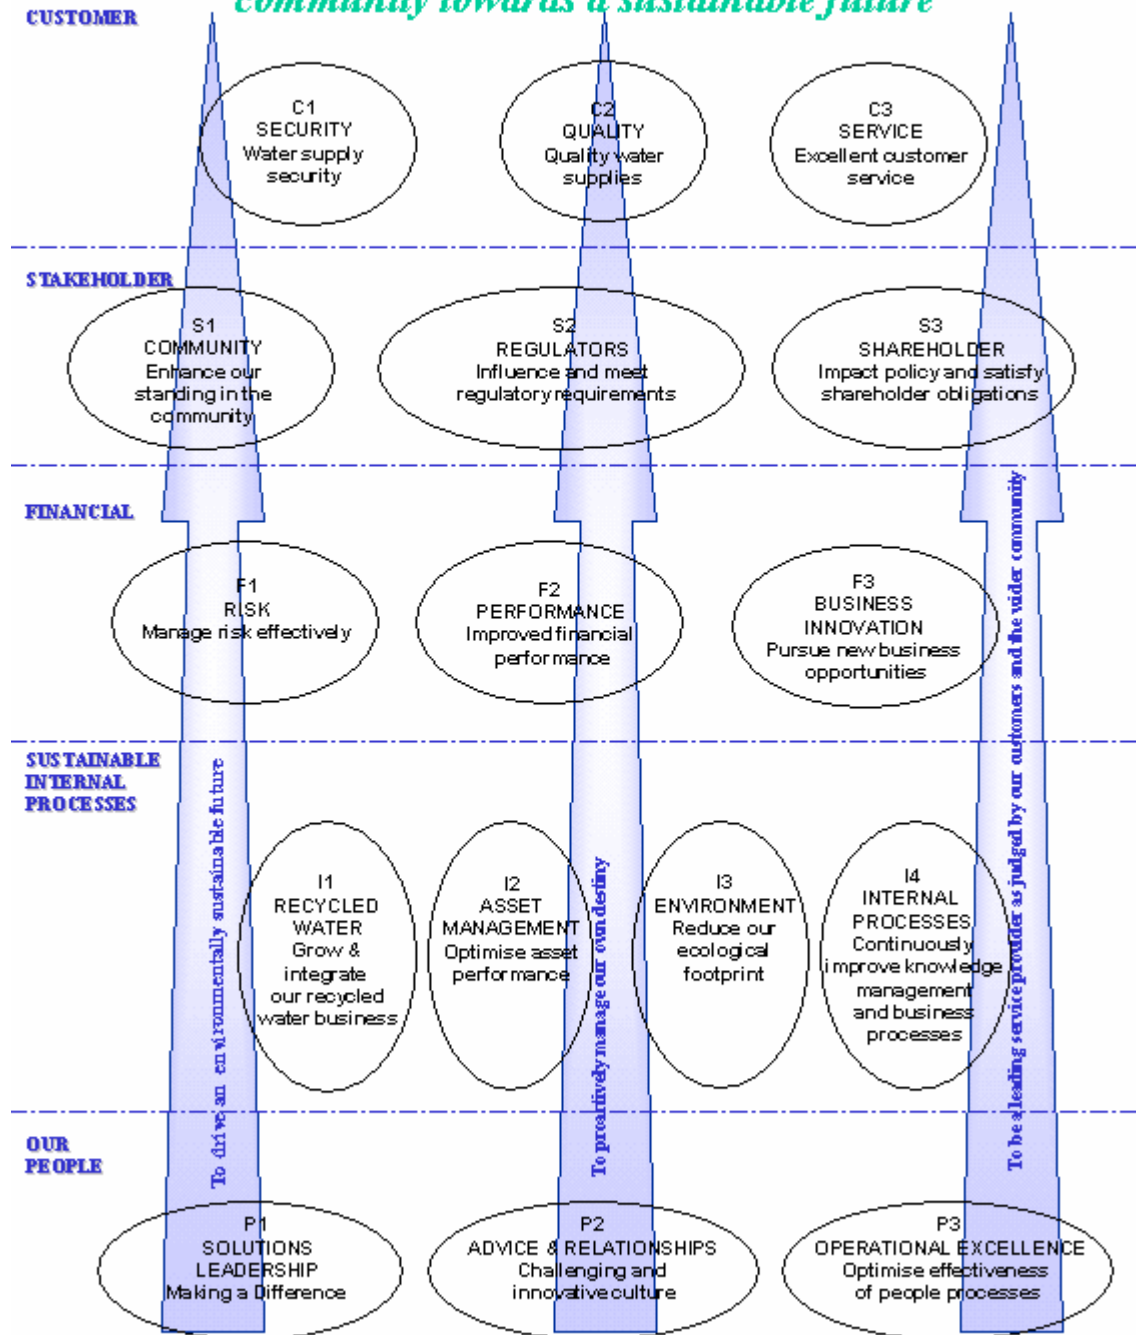 community towards a sustainable future
CUSTOMER
C1
SECURITY
Water supply
security
C2
QUALITY
Quality water
supplies
C3
SERVICE
Excellent customer
service
STAKEHOLDER
S1
COMMUNITY
Enhance our
standing in the
community
S2
REGULATORS
Influence and meet
regulatory requirements
S3
SHAREHOLDER
Impact policy and satisfy
shareholder obligations
FINANCIAL
F1
RISK
Manage risk effectively
F2
PERFORMANCE
Improved financial
performance
F3
BUSINESS
INNOVATION
Pursue new business
opportunities
SUSTAINABLE
INTERNAL
PROCESSES
To drive an environmentally sustainable future
I1
RECYCLED
WATER
Grow &
integrate
our recycled
water business
I2
ASSET
MANAGEMENT
Optimise asset
performance
To proactively manage our own destiny
I3
ENVIRONMENT
Reduce our
ecological
footprint
I4
INTERNAL
PROCESSES
Continuously
improve knowledge
management
and business
processes
To be a leading service provider as judged by our customers and the wider community
OUR
PEOPLE
P1
SOLUTIONS
LEADERSHIP
Making a Difference
P2
ADVICE & RELATIONSHIPS
Challenging and
innovative culture
P3
OPERATIONAL EXCELLENCE
Optimise effectiveness
of people processes